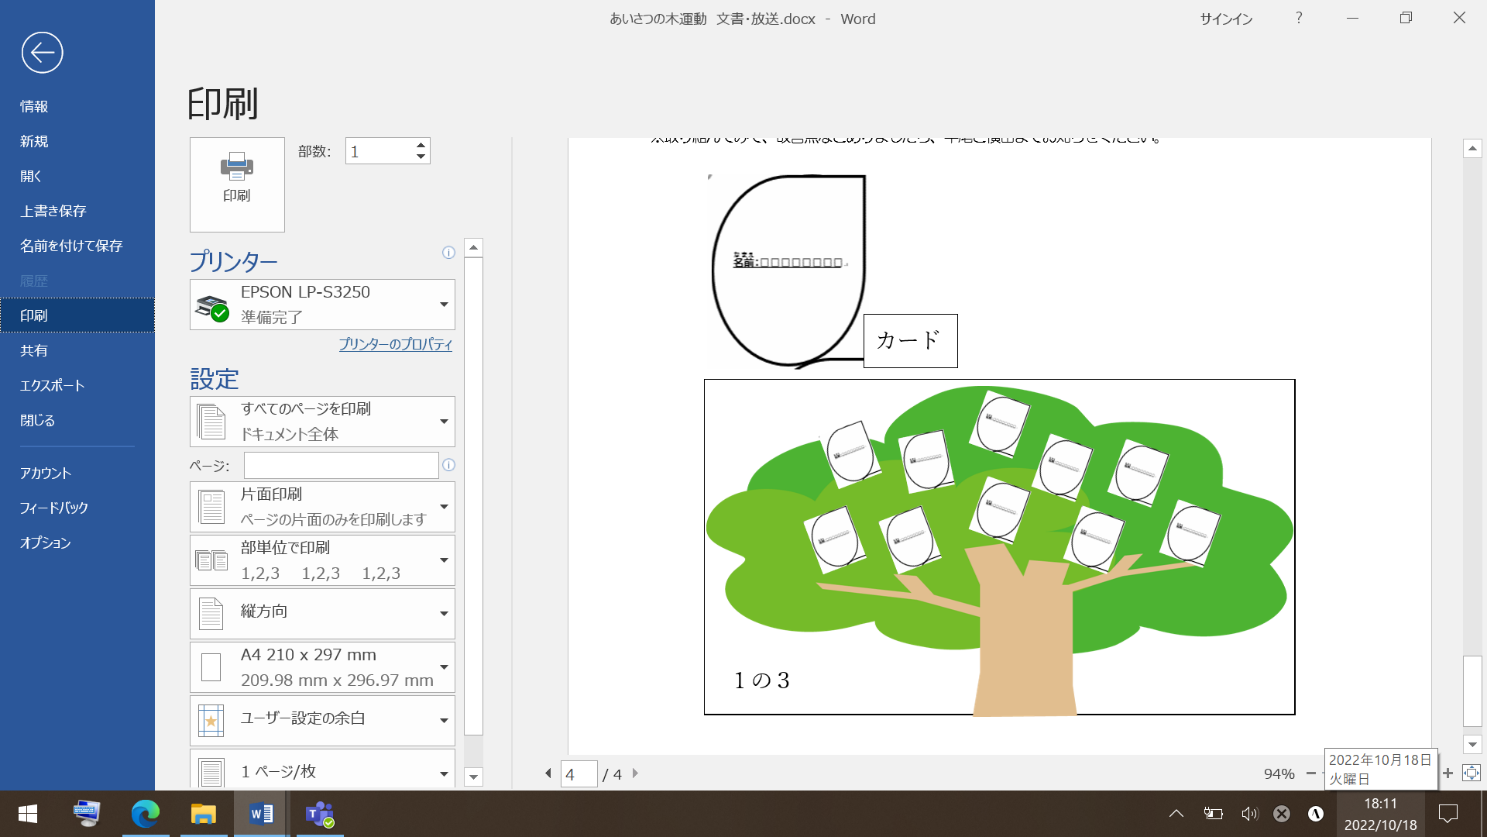 あいさつの木運動　文書・放送.docx - Word
サインイン
?
情報
新規
開く
上書き保存
名前を付けて保存
履歴
印刷
共有
エクスポート
閉じる
アカウント
フィードバック
オプション
印刷
印刷
部数:
1
プリンター
EPSON LP-S3250
準備完了
プリンターのプロパティ
設定
すべてのページを印刷
ドキュメント全体
ページ:
片面印刷
ページの片面のみを印刷します
部単位で印刷
1,2,3 1,2,3 1,2,3
縦方向
A4 210 x 297 mm
209.98 mm x 296.97 mm
ユーザー設定の余白
1 ページ/枚
名前:□□□□□□□□
カード
１の３
4 / 4
94%
2022年10月18日
火曜日
18:11
2022/10/18